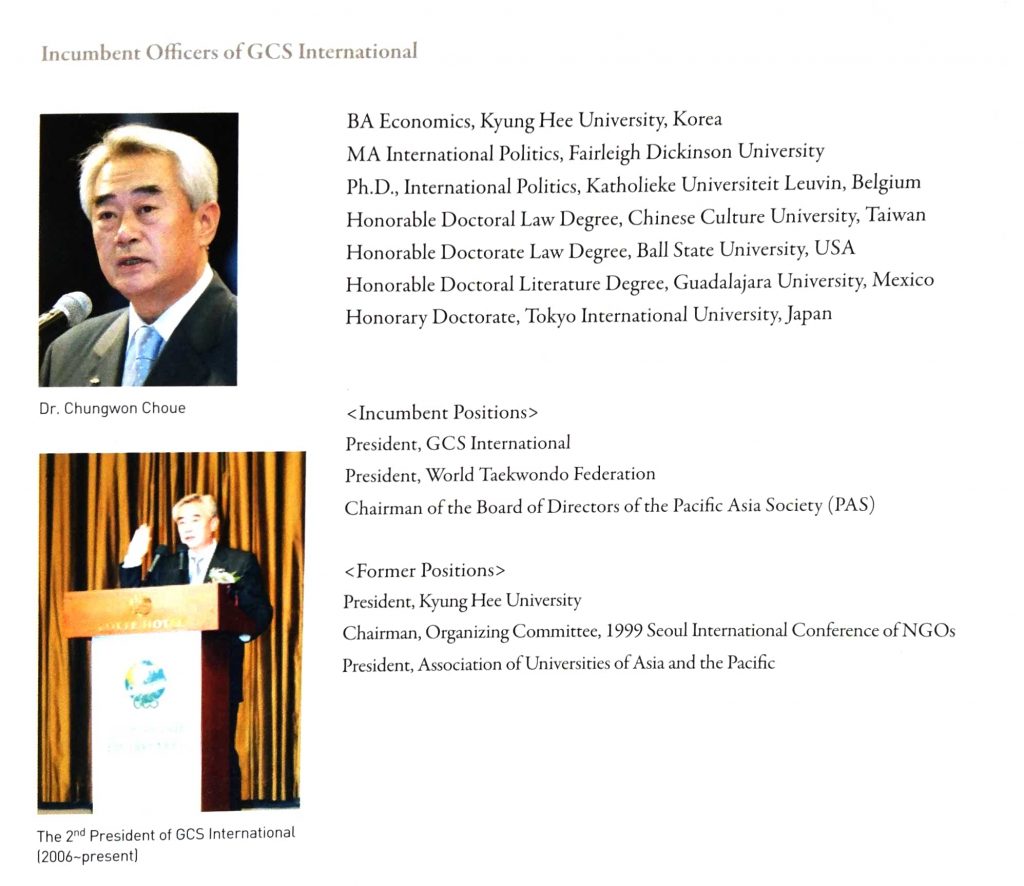 Incumbent Officers of GCS International
BA Economics, Kyung Hee University, Korea
MA International Politics, Fairleigh Dickinson University
Ph.D., International Politics, Katholieke Universiteit Leuvin, Belgium
Honorable Doctoral Law Degree, Chinese Culture University, Taiwan
Honorable Doctorate Law Degree, Ball State University, USA
Honorable Doctoral Literature Degree, Guadalajara University, Mexico
Honorary Doctorate, Tokyo International University, Japan
Dr. Chungwon Choue
<Incumbent Positions>
President, GCS International
President, World Taekwondo Federation
Chairman of the Board of Directors of the Pacific Asia Society (PAS)
<Former Positions>
President, Kyung Hee University
Chairman, Organizing Committee, 1999 Seoul International Conference of NGOs
President, Association of Universities of Asia and the Pacific
HOTEL
The 2nd President of GCS International
(2006~present)